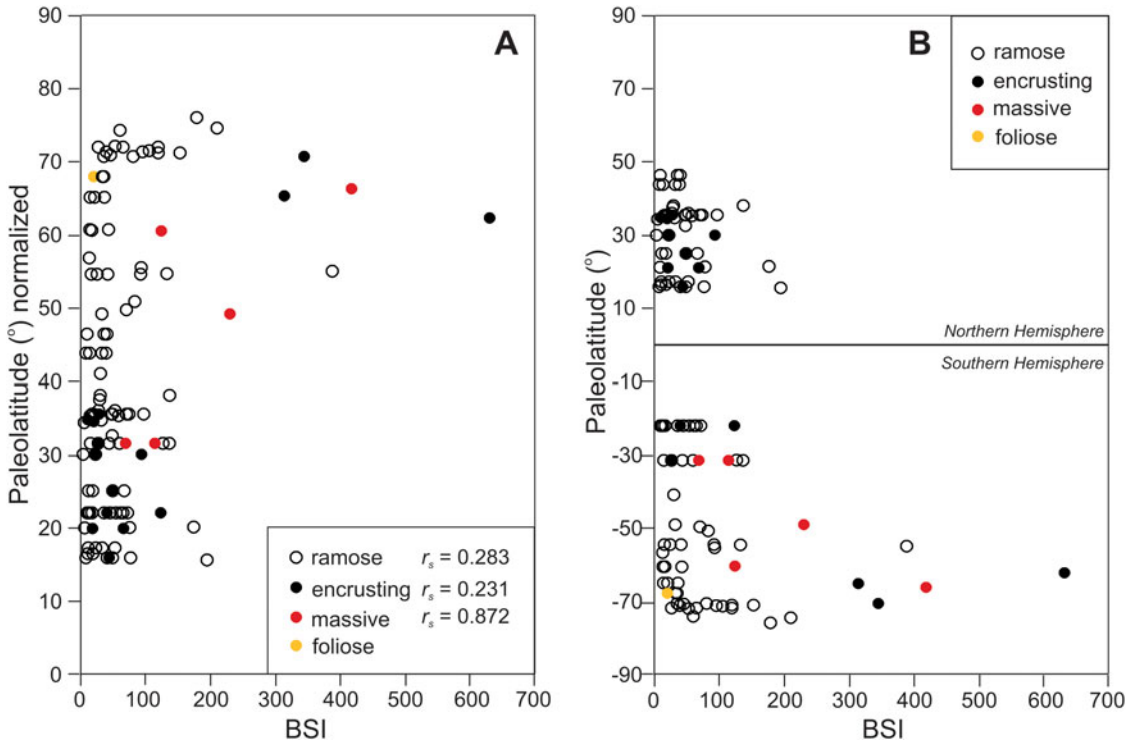 A
Paleolatitude (°) normalized
90
80
70
60
50
40
30
20
10
0
0 100 200 300 400 500 600 700
BSI
ramose r_s = 0.283
encrusting r_s = 0.231
massive r_s = 0.872
foliose
B
Paleolatitude (°)
90
70
50
30
10
-10
-30
-50
-70
-90
0 100 200 300 400 500 600 700
BSI
ramose
encrusting
massive
foliose
Northern Hemisphere
Southern Hemisphere